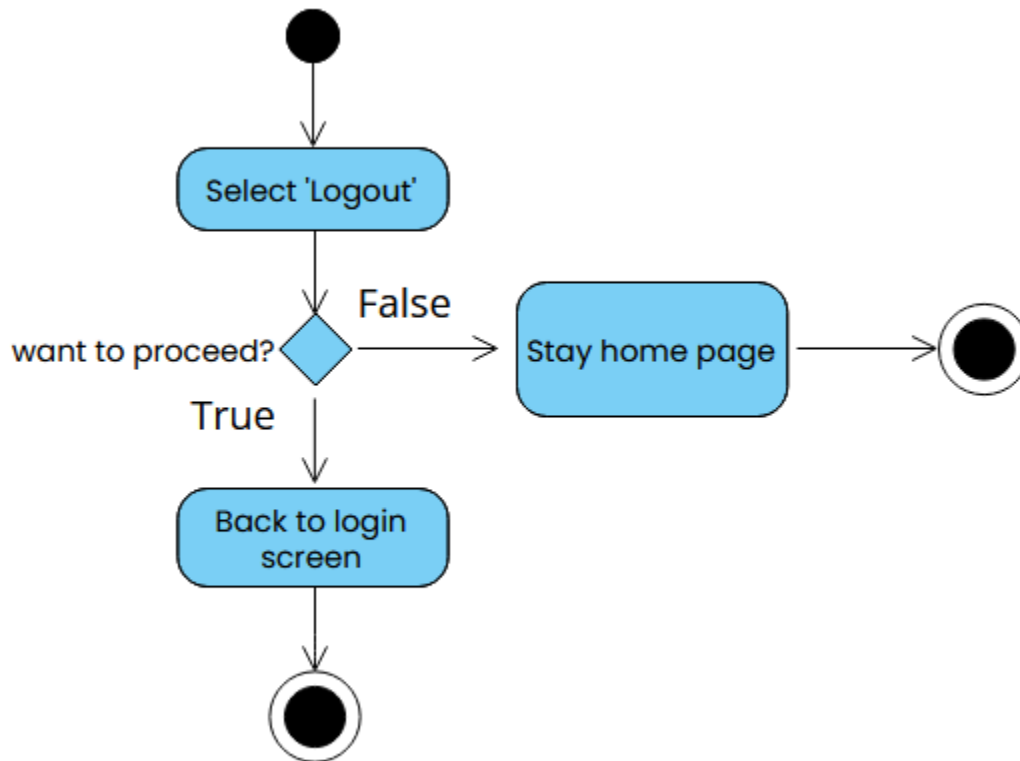 Select 'Logout'
False
want to proceed?
Stay home page
True
Back to login
screen